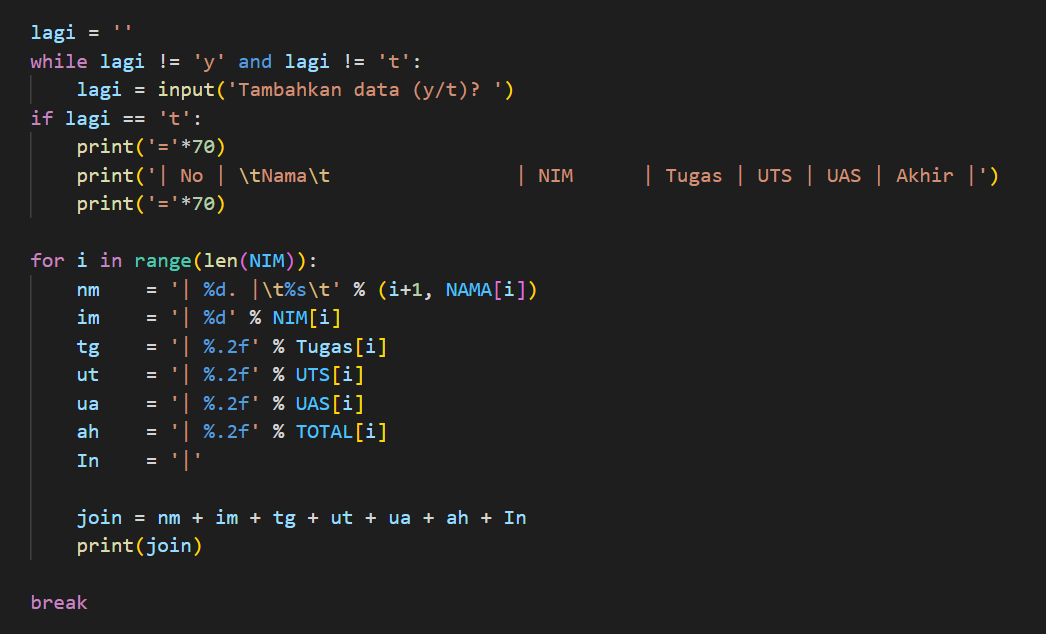 lagi = ''
while lagi != 'y' and lagi != 't':
    lagi = input('Tambahkan data (y/t)? ')
if lagi == 't':
    print('='*70)
    print('| No | \tNama\t                | NIM      | Tugas | UTS | UAS | Akhir |')
    print('='*70)

for i in range(len(NIM)):
    nm    = '| %d. |\t%s\t' % (i+1, NAMA[i])
    im    = '| %d' % NIM[i]
    tg    = '| %.2f' % Tugas[i]
    ut    = '| %.2f' % UTS[i]
    ua    = '| %.2f' % UAS[i]
    ah    = '| %.2f' % TOTAL[i]
    In    = '|'

    join = nm + im + tg + ut + ua + ah + In
    print(join)

break